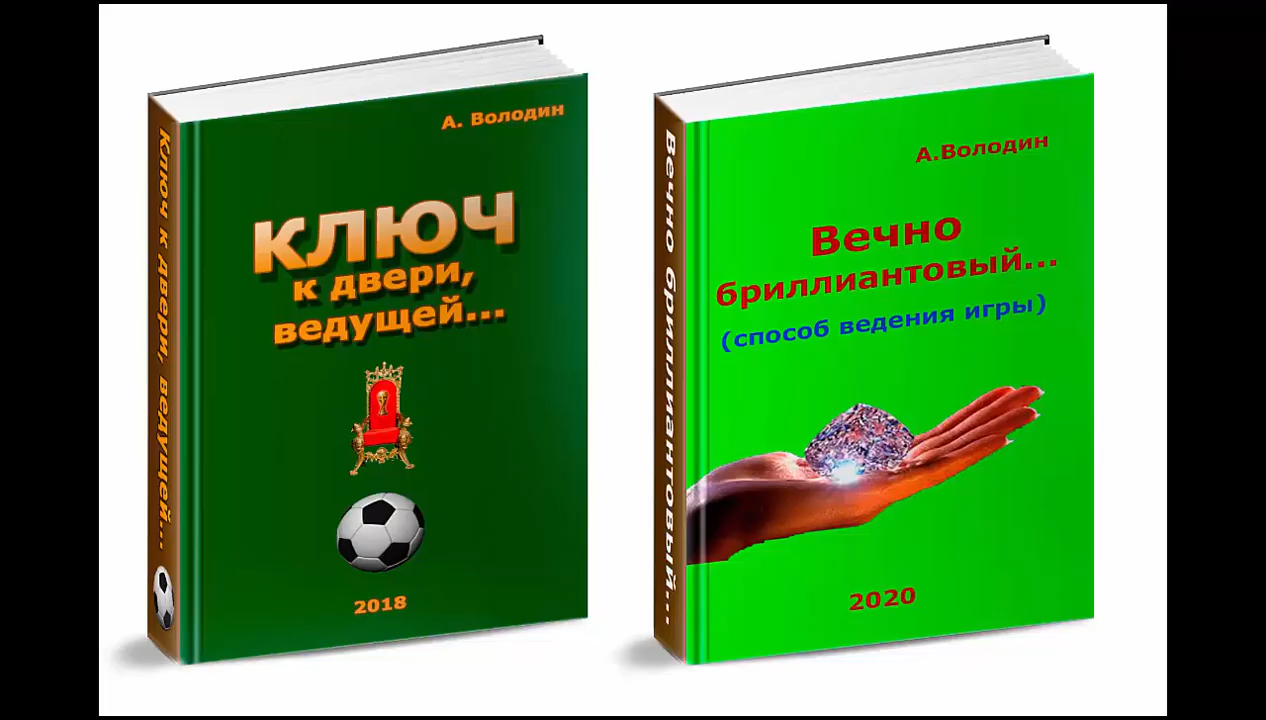 Ключ к двери, ведущей...
А. Володин
КЛЮЧ
к двери,
ведущей...
2018
Вечно бриллиантовый...
А.Володин
Вечно
бриллиантовый...
(способ ведения игры)
2020